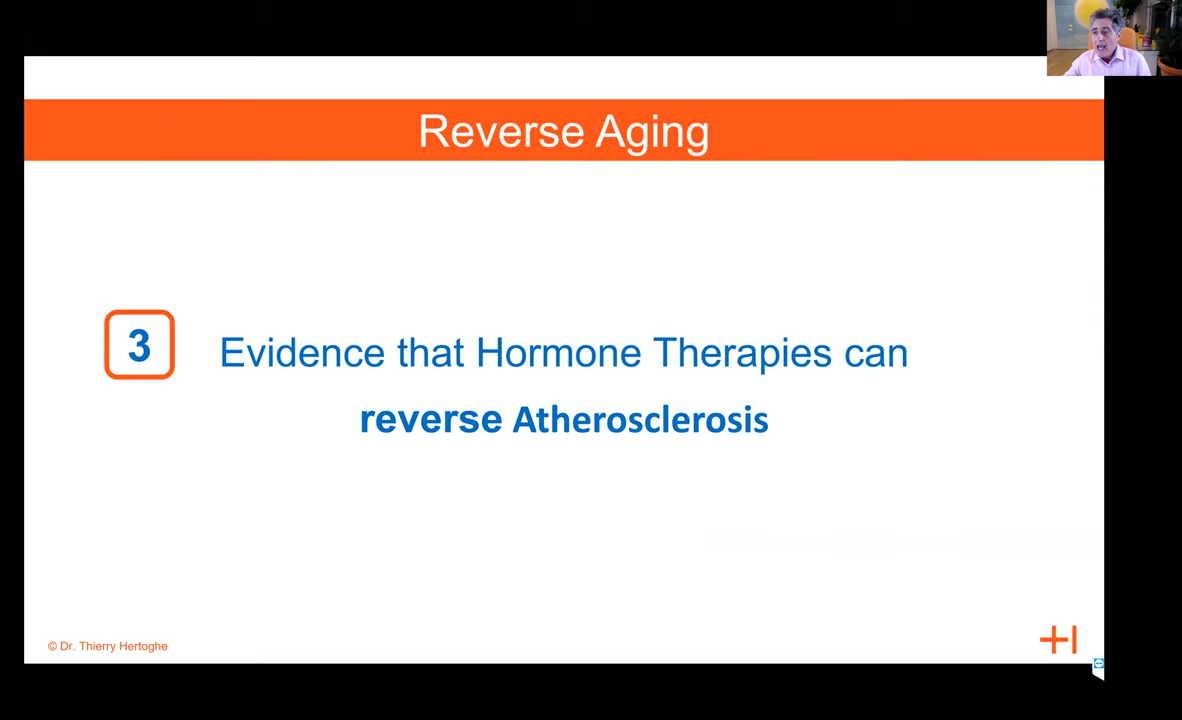 Reverse Aging
3
Evidence that Hormone Therapies can
reverse Atherosclerosis
© Dr. Thierry Hertoghe